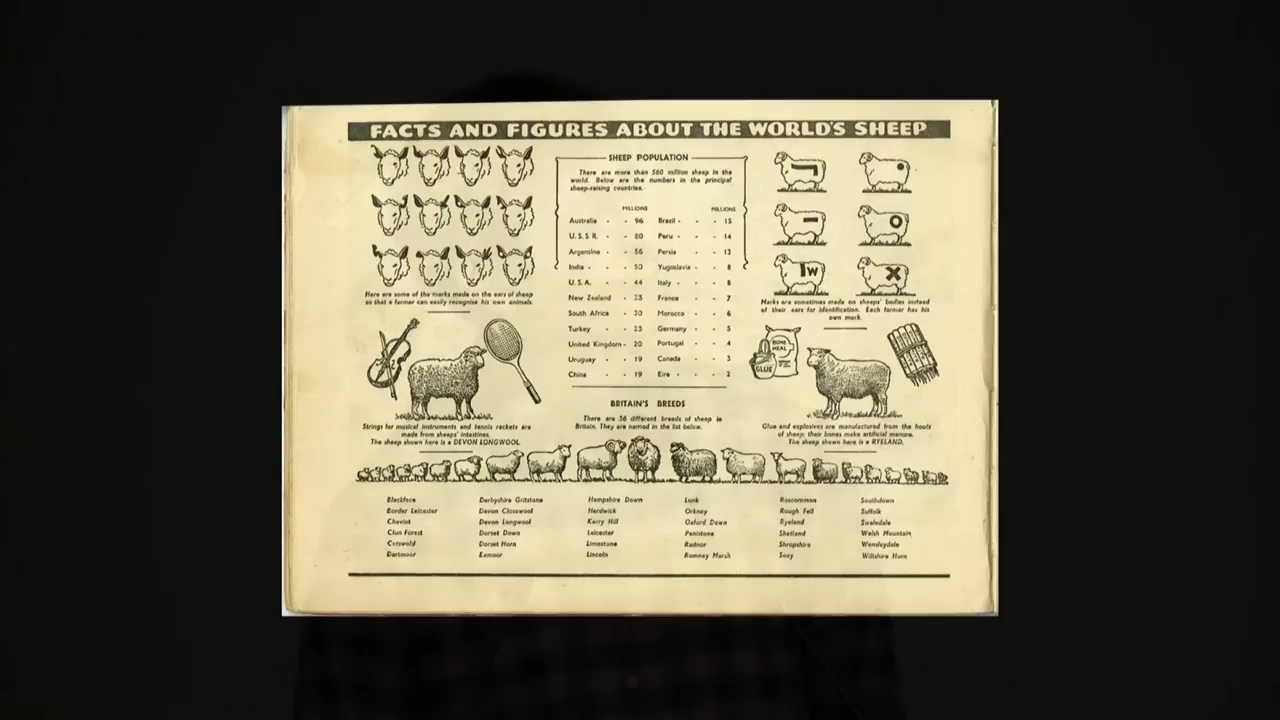 FACTS AND FIGURES ABOUT THE WORLD'S SHEEP
Here are some of the marks made on the ears of sheep
so that a farmer can easily recognise his own animals.
Strings for musical instruments and tennis rackets are
made from sheeps' intestines.
The sheep shown here is a DEVON LONGWOOL.
SHEEP POPULATION
There are more than 560 million sheep in the
world. Below are the numbers in the principal
sheep-raising countries.
MILLIONS MILLIONS
Australia - - 96 Brazil - - - 15
U.S.S.R. - - 80 Peru - - - 14
Argentine - - 56 Persia - - 13
India - - - 50 Yugoslavia - - 8
U.S.A. - - 44 Italy - - - 8
New Zealand - 33 France - - 7
South Africa - 30 Morocco - - 6
Turkey - - 25 Germany - - 5
United Kingdom - 20 Portugal - - 4
Uruguay - - 19 Canada - - 3
China - - 19 Eire - - - 2
BRITAIN'S BREEDS
There are 36 different breeds of sheep in
Britain. They are named in the list below.
IW
X
Marks are sometimes made on sheeps' bodies instead
of their ears for identification. Each farmer has his
own mark.
BONE
MEAL
GLUE
Glue and explosives are manufactured from the hoofs
of sheep; their bones make artificial manure.
The sheep shown here is a RYELAND.
Blackface Derbyshire Gritstone Hampshire Down Lonk Roscommon Southdown
Border Leicester Devon Closewool Herdwick Orkney Rough Fell Suffolk
Cheviot Devon Longwool Kerry Hill Oxford Down Ryeland Swaledale
Clun Forest Dorset Down Leicester Penistone Shetland Welsh Mountain
Cotswold Dorset Horn Limestone Radnor Shropshire Wensleydale
Dartmoor Exmoor Lincoln Romney Marsh Soay Wiltshire Horn